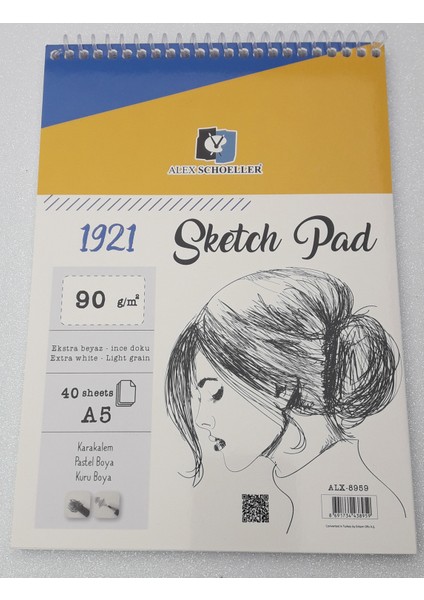 ALEX SCHOELLER
1921
Sketch Pad
90 g/m²
Ekstra beyaz - ince doku
Extra white - Light grain
40 sheets
A5
Karakalem
Pastel Boya
Kuru Boya
ALX-8959